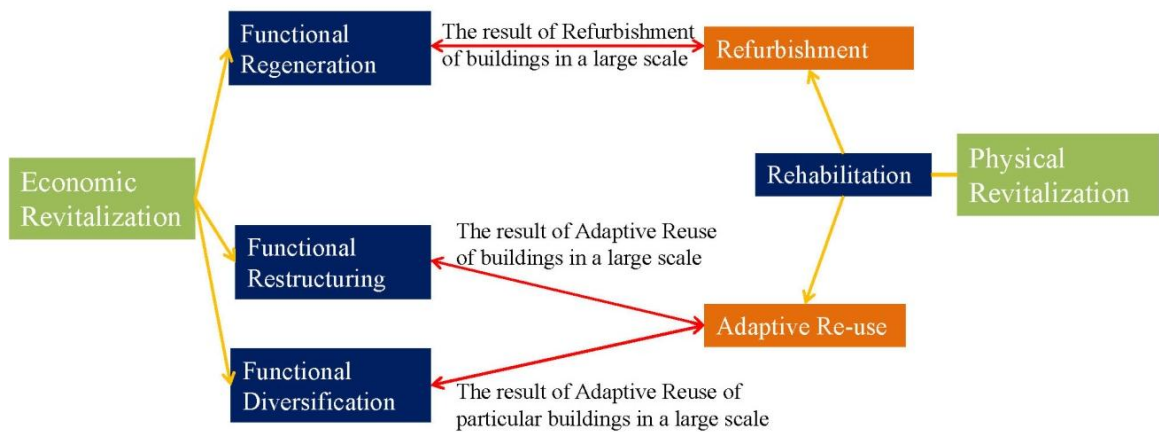 Functional
Regeneration
The result of Refurbishment
of buildings in a large scale
Refurbishment
Economic
Revitalization
Rehabilitation
Physical
Revitalization
Functional
Restructuring
The result of Adaptive Reuse
of buildings in a large scale
Adaptive Re-use
Functional
Diversification
The result of Adaptive Reuse of
particular buildings in a large scale